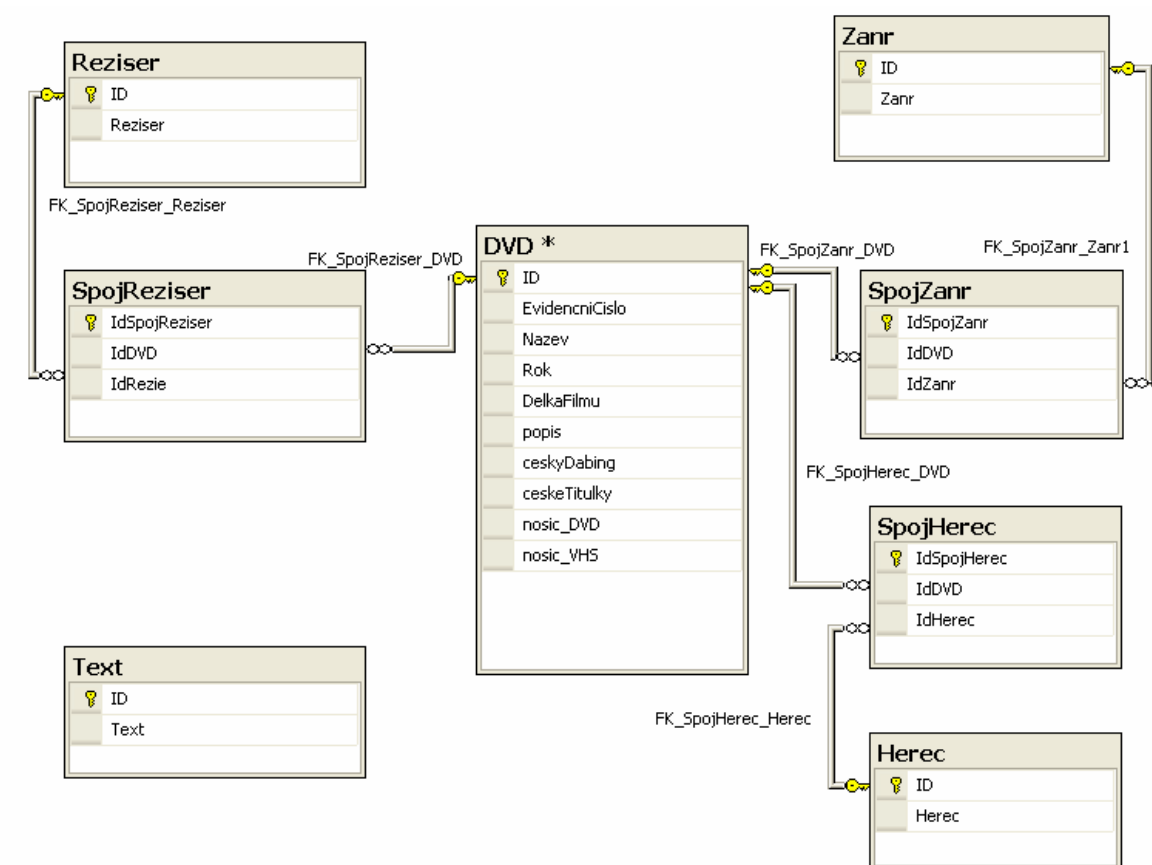 Reziser
ID
Reziser
FK_SpojReziser_Reziser
SpojReziser
IdSpojReziser
IdDVD
IdRezie
FK_SpojReziser_DVD
DVD *
ID
EvidencniCislo
Nazev
Rok
DelkaFilmu
popis
ceskyDabing
ceskeTitulky
nosic_DVD
nosic_VHS
Zanr
ID
Zanr
FK_SpojZanr_DVD
FK_SpojZanr_Zanr1
SpojZanr
IdSpojZanr
IdDVD
IdZanr
FK_SpojHerec_DVD
SpojHerec
IdSpojHerec
IdDVD
IdHerec
FK_SpojHerec_Herec
Herec
ID
Herec
Text
ID
Text